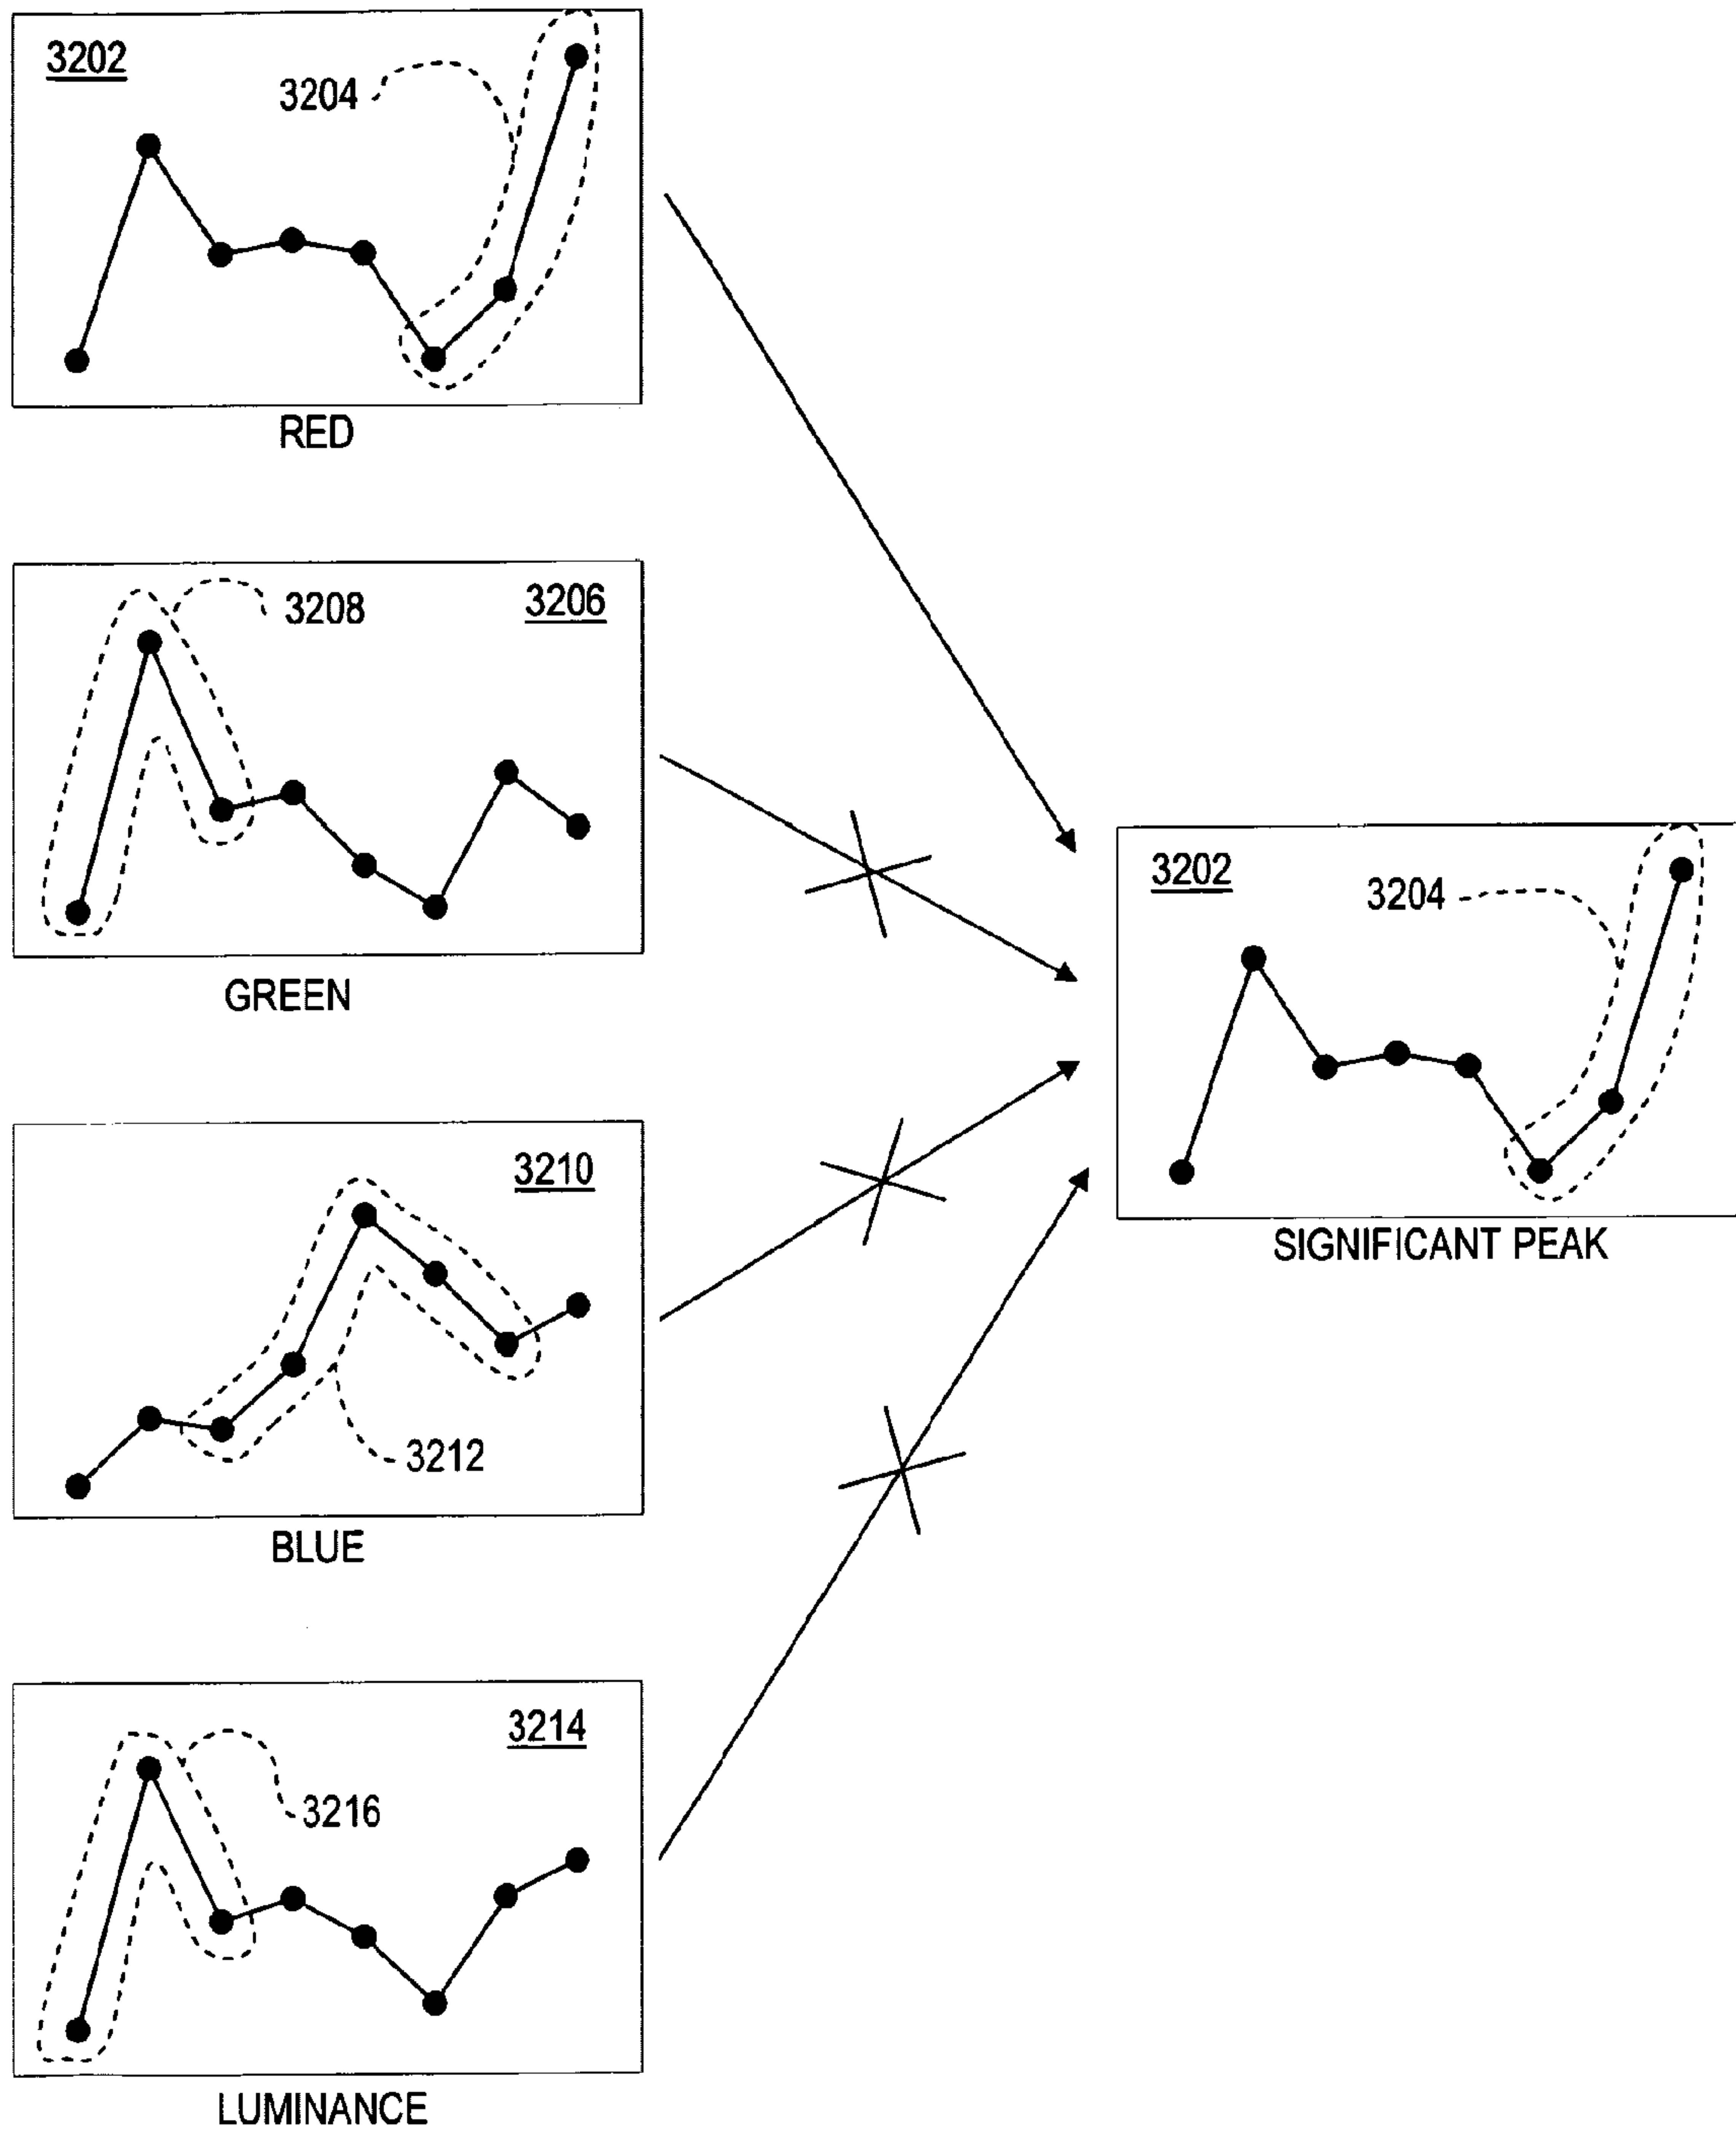 3202
3204
RED
3208
3206
GREEN
3210
3212
BLUE
3214
3216
LUMINANCE
3202
3204
SIGNIFICANT PEAK